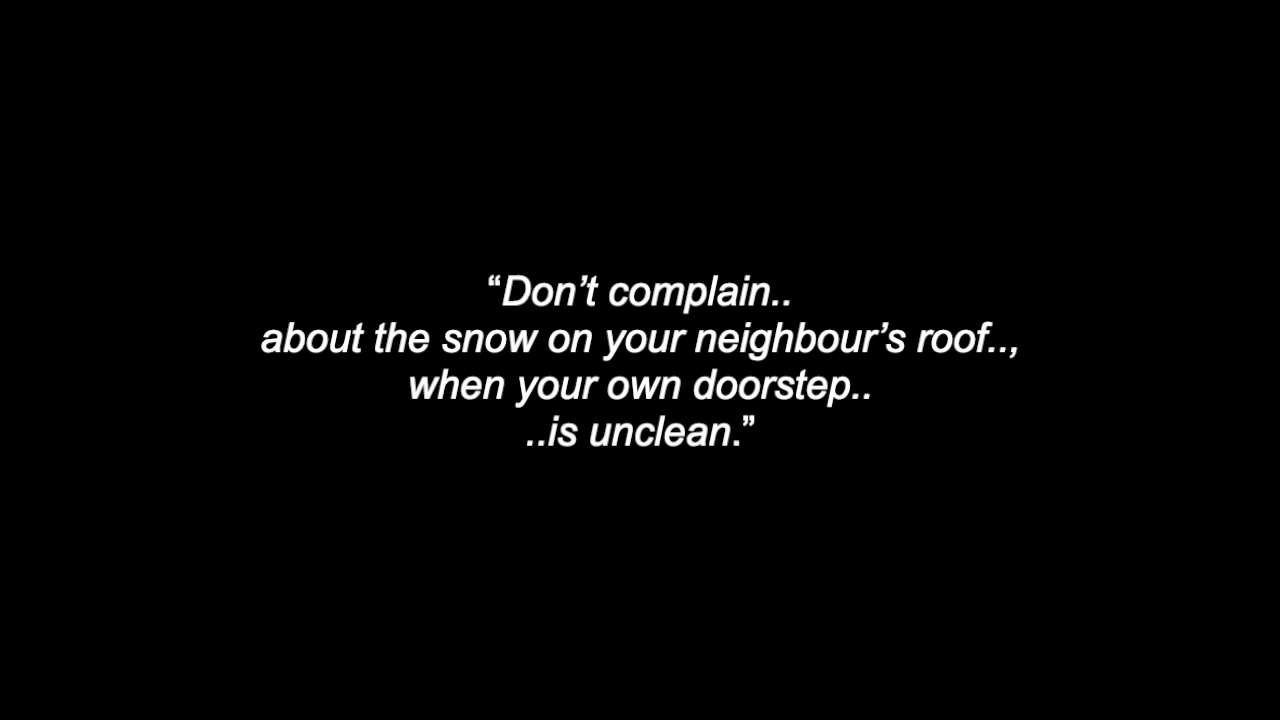 “Don’t complain..
about the snow on your neighbour’s roof..,
when your own doorstep..
..is unclean.”